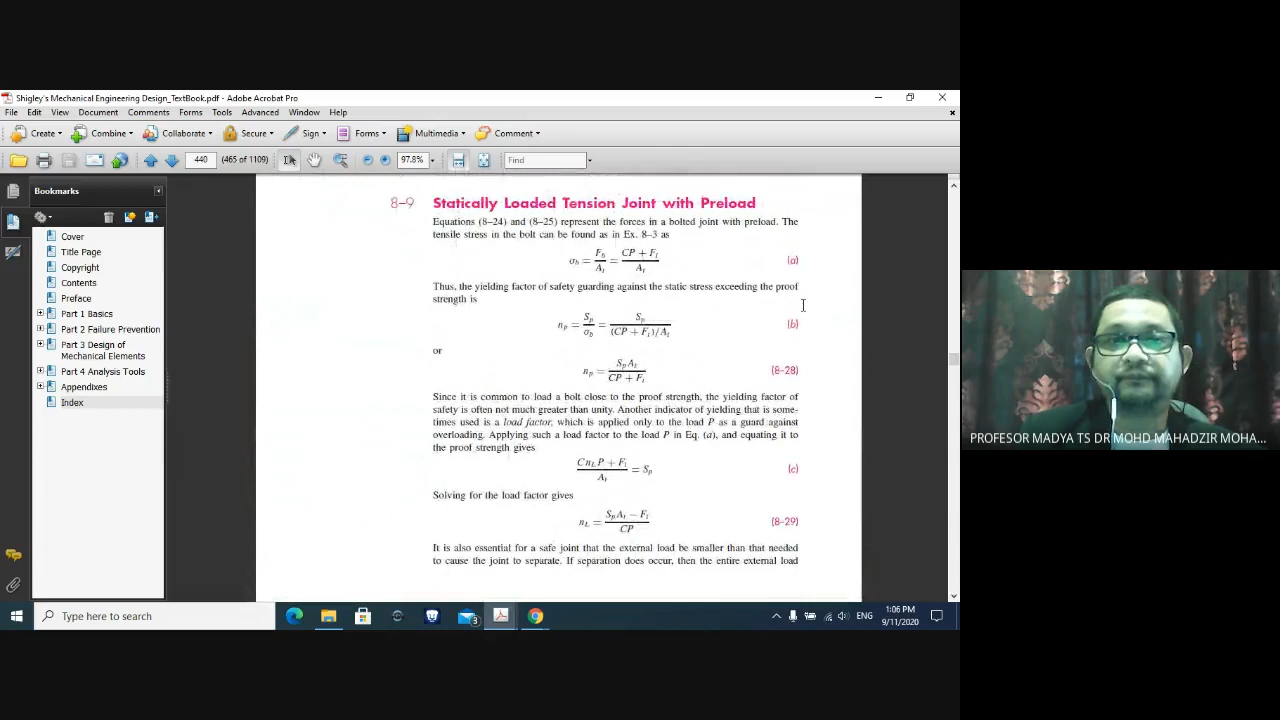 Shigley's Mechanical Engineering Design_TextBook.pdf - Adobe Acrobat Pro
File Edit View Document Comments Forms Tools Advanced Window Help
Create Combine Collaborate Secure Sign Forms Multimedia Comment
440 (465 of 1109) 97.8% Find
Bookmarks
Cover
Title Page
Copyright
Contents
Preface
Part 1 Basics
Part 2 Failure Prevention
Part 3 Design of
Mechanical Elements
Part 4 Analysis Tools
Appendixes
Index
8–9 Statically Loaded Tension Joint with Preload
Equations (8–24) and (8–25) represent the forces in a bolted joint with preload. The
tensile stress in the bolt can be found as in Ex. 8–3 as
σb = Fb/At = (CP + Fi)/At (a)
Thus, the yielding factor of safety guarding against the static stress exceeding the proof
strength is
np = Sp/σb = Sp/((CP + Fi)/At) (b)
or
np = SpAt/(CP + Fi) (8–28)
Since it is common to load a bolt close to the proof strength, the yielding factor of
safety is often not much greater than unity. Another indicator of yielding that is some-
times used is a load factor, which is applied only to the load P as a guard against
overloading. Applying such a load factor to the load P in Eq. (a), and equating it to
the proof strength gives
(CnLP + Fi)/At = Sp (c)
Solving for the load factor gives
nL = (SpAt − Fi)/CP (8–29)
It is also essential for a safe joint that the external load be smaller than that needed
to cause the joint to separate. If separation does occur, then the entire external load
PROFESOR MADYA TS DR MOHD MAHADZIR MOHA...
Type here to search
3
ENG
1:06 PM
9/11/2020